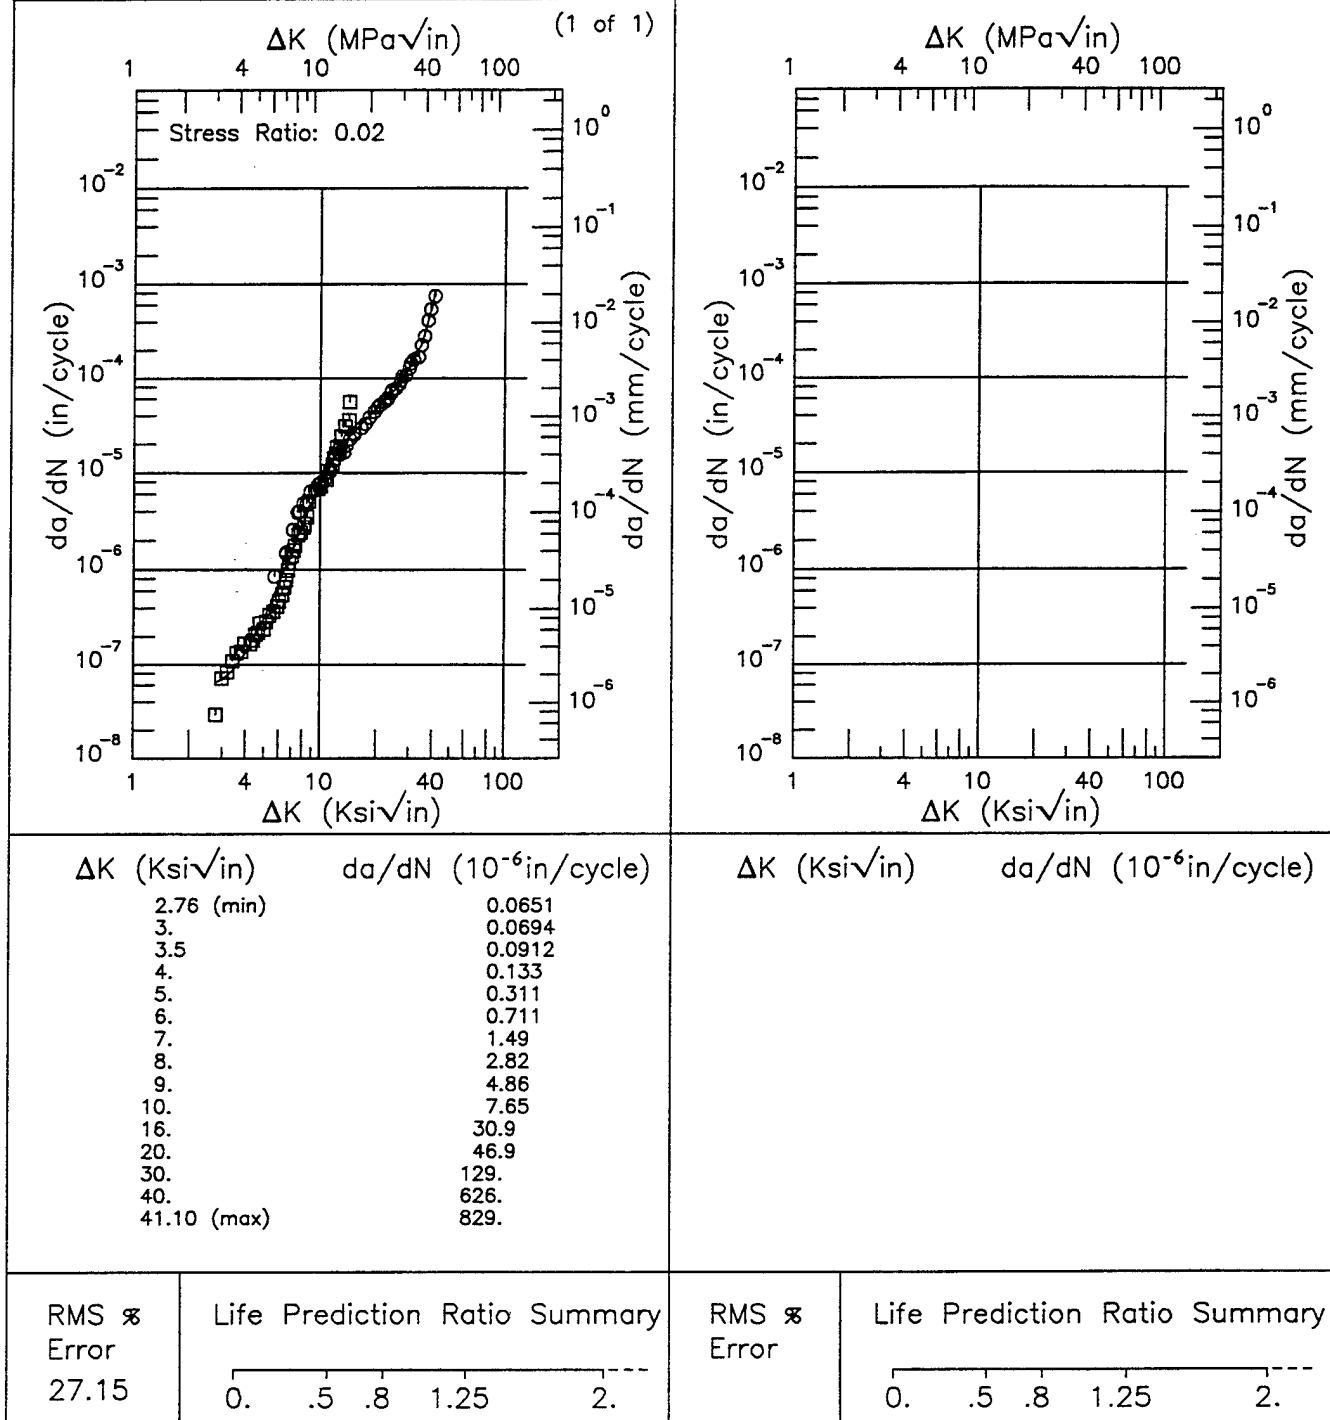 (1 of 1)
ΔK (MPa√in)
1 4 10 40 100
Stress Ratio: 0.02
da/dN (in/cycle)
10⁻²
10⁻³
10⁻⁴
10⁻⁵
10⁻⁶
10⁻⁷
10⁻⁸
da/dN (mm/cycle)
10⁰
10⁻¹
10⁻²
10⁻³
10⁻⁴
10⁻⁵
10⁻⁶
1 4 10 40 100
ΔK (Ksi√in)
ΔK (MPa√in)
1 4 10 40 100
da/dN (in/cycle)
10⁻²
10⁻³
10⁻⁴
10⁻⁵
10⁻⁶
10⁻⁷
10⁻⁸
da/dN (mm/cycle)
10⁰
10⁻¹
10⁻²
10⁻³
10⁻⁴
10⁻⁵
10⁻⁶
1 4 10 40 100
ΔK (Ksi√in)
ΔK (Ksi√in) da/dN (10⁻⁶in/cycle)
2.76 (min) 0.0651
3. 0.0694
3.5 0.0912
4. 0.133
5. 0.311
6. 0.711
7. 1.49
8. 2.82
9. 4.86
10. 7.65
16. 30.9
20. 46.9
30. 129.
40. 626.
41.10 (max) 829.
ΔK (Ksi√in) da/dN (10⁻⁶in/cycle)
RMS %
Error
27.15
Life Prediction Ratio Summary
0. .5 .8 1.25 2.
RMS %
Error
Life Prediction Ratio Summary
0. .5 .8 1.25 2.